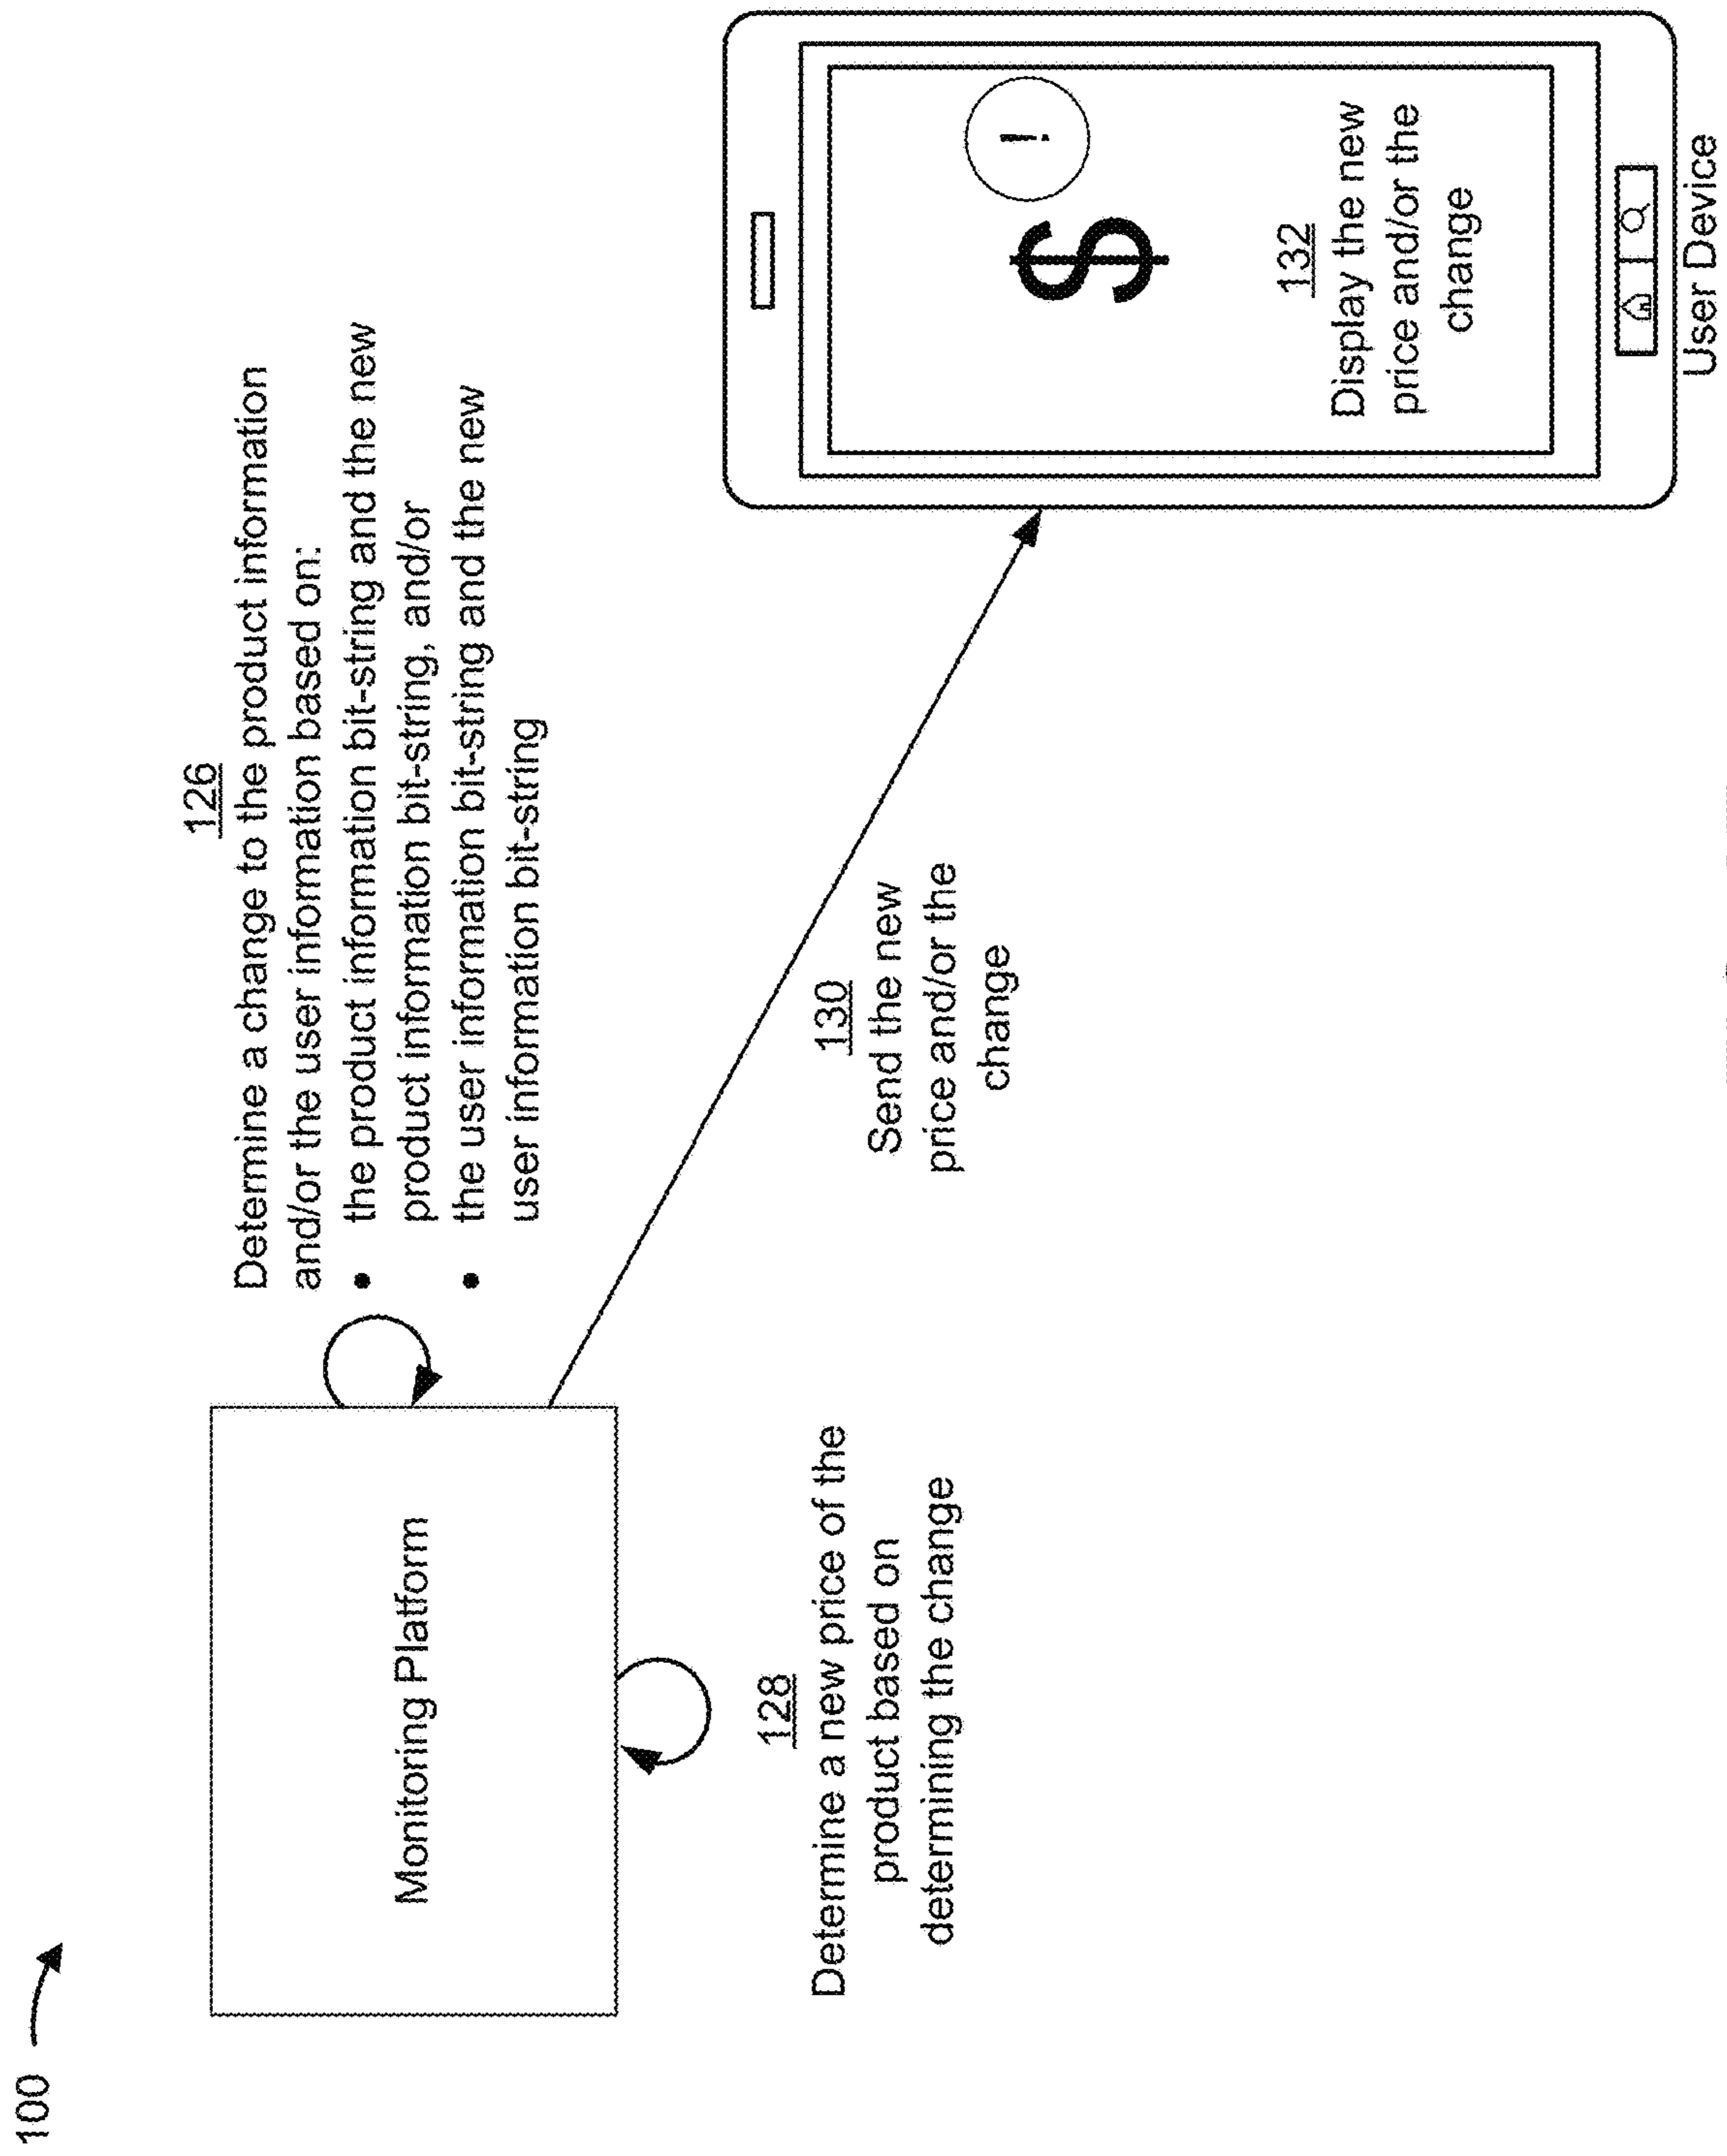 100
126
Determine a change to the product information
and/or the user information based on:
• the product information bit-string and the new
product information bit-string, and/or
• the user information bit-string and the new
user information bit-string
Monitoring Platform
128
Determine a new price of the
product based on
determining the change
130
Send the new
price and/or the
change
$
!
132
Display the new
price and/or the
change
User Device